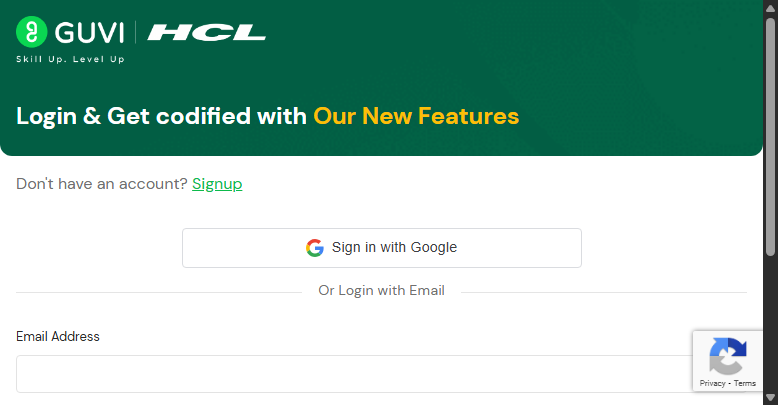 GUVI | HCL
Skill Up. Level Up
Login & Get codified with Our New Features
Don't have an account? Signup
Sign in with Google
Or Login with Email
Email Address
Privacy - Terms